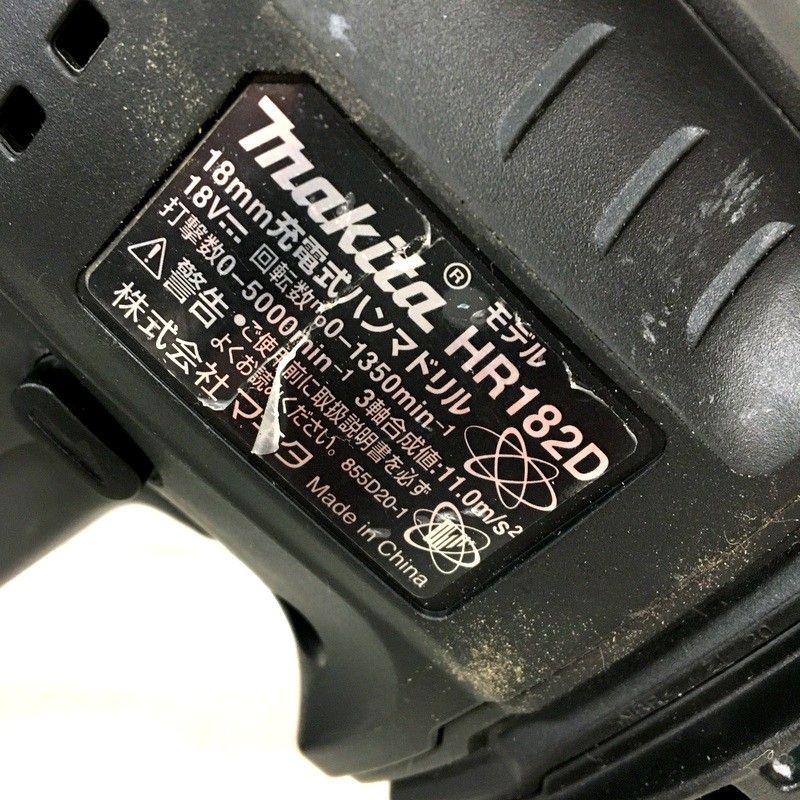 makita® モデル HR182D
18mm充電式ハンマドリル
18V⎓ 回転数n₀0-1350min-1
打撃数0-5000min-1 3軸合成値:11.0m/s2
⚠警告 •ご使用前に取扱説明書を必ず
よくお読みください。 855D20-1
株式会社マキタ Made in China